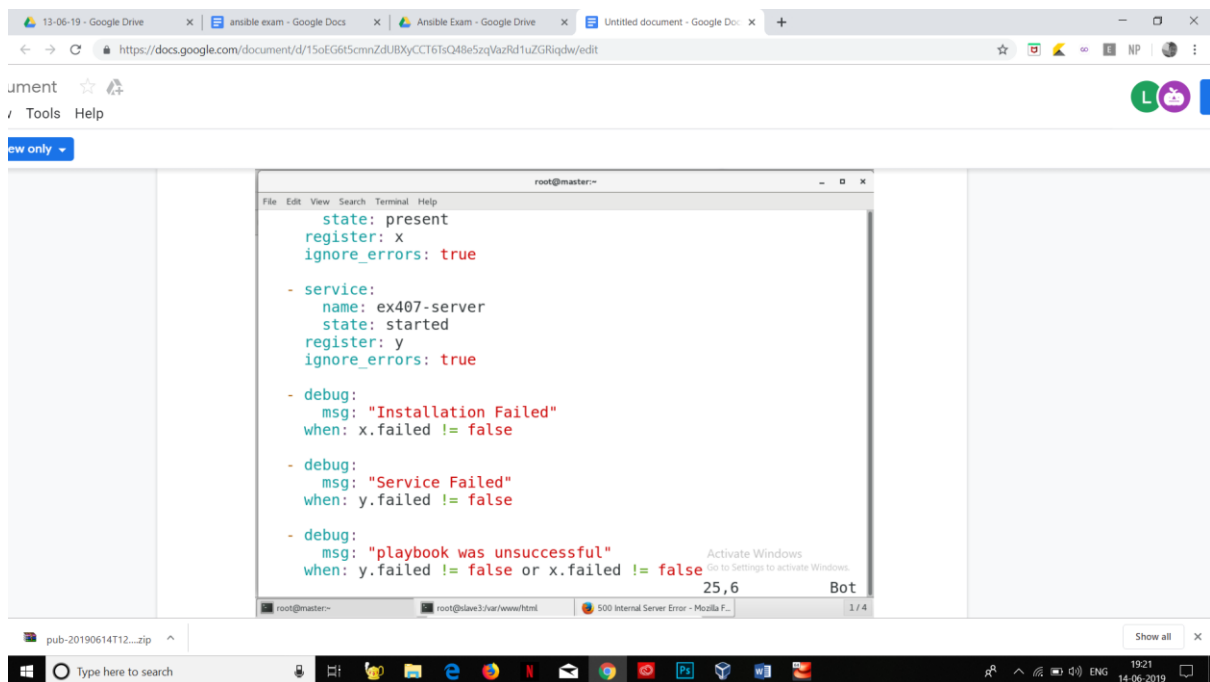 13-06-19 - Google Drive
ansible exam - Google Docs
Ansible Exam - Google Drive
Untitled document - Google Doc
https://docs.google.com/document/d/15oEG6t5cmnZdUBXyCCT6TsQ48e5zqVazRd1uZGRiqdw/edit
NP
ument
L
Tools Help
ew only
root@master:~
File Edit View Search Terminal Help
state: present
register: x
ignore_errors: true
- service:
name: ex407-server
state: started
register: y
ignore_errors: true
- debug:
msg: "Installation Failed"
when: x.failed != false
- debug:
msg: "Service Failed"
when: y.failed != false
- debug:
msg: "playbook was unsuccessful"
when: y.failed != false or x.failed != false
Activate Windows
Go to Settings to activate Windows.
25,6 Bot
root@master:~
root@slave3:/var/www/html
500 Internal Server Error - Mozilla F...
1 / 4
pub-20190614T12....zip
Show all
Type here to search
ENG
19:21
14-06-2019